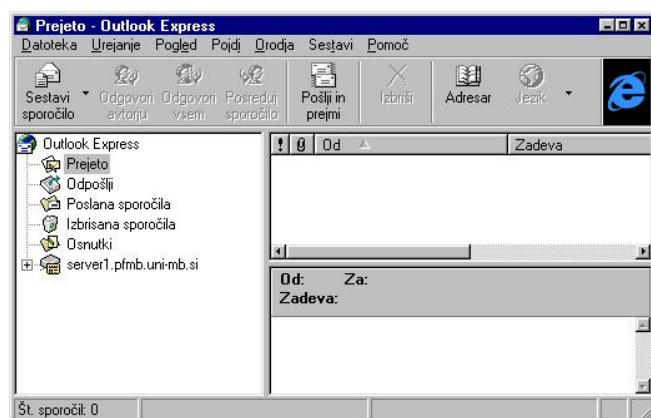 Prejeto - Outlook Express
Datoteka Urejanje Pogled Pojdi Orodja Sestavi Pomoč
Sestavi sporočilo
Odgovori avtorju
Odgovori vsem
Posreduj sporočilo
Pošlji in prejmi
Izbriši
Adresar
Jezik
Outlook Express
Prejeto
Odpošlji
Poslana sporočila
Izbrisana sporočila
Osnutki
server1.pfmb.uni-mb.si
! Od Zadeva
Od: Za:
Zadeva:
Št. sporočil: 0